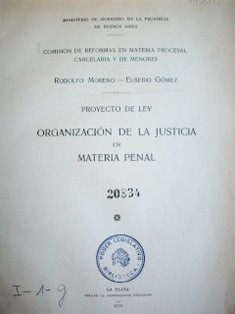 MINISTERIO DE GOBIERNO DE LA PROVINCIA
DE BUENOS AIRES
COMISIÓN DE REFORMAS EN MATERIA PROCESAL
CARCELARIA Y DE MENORES
RODOLFO MORENO — EUSEBIO GÓMEZ
PROYECTO DE LEY
ORGANIZACIÓN DE LA JUSTICIA
EN
MATERIA PENAL
20834
PODER LEGISLATIVO
BIBLIOTECA
I-1-9
LA PLATA